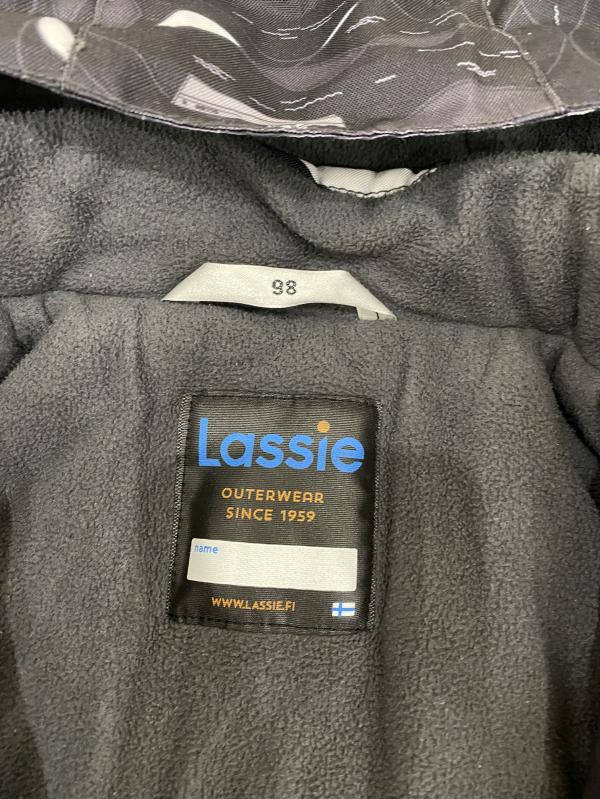 98
Lassie
OUTERWEAR
SINCE 1959
name
WWW.LASSIE.FI